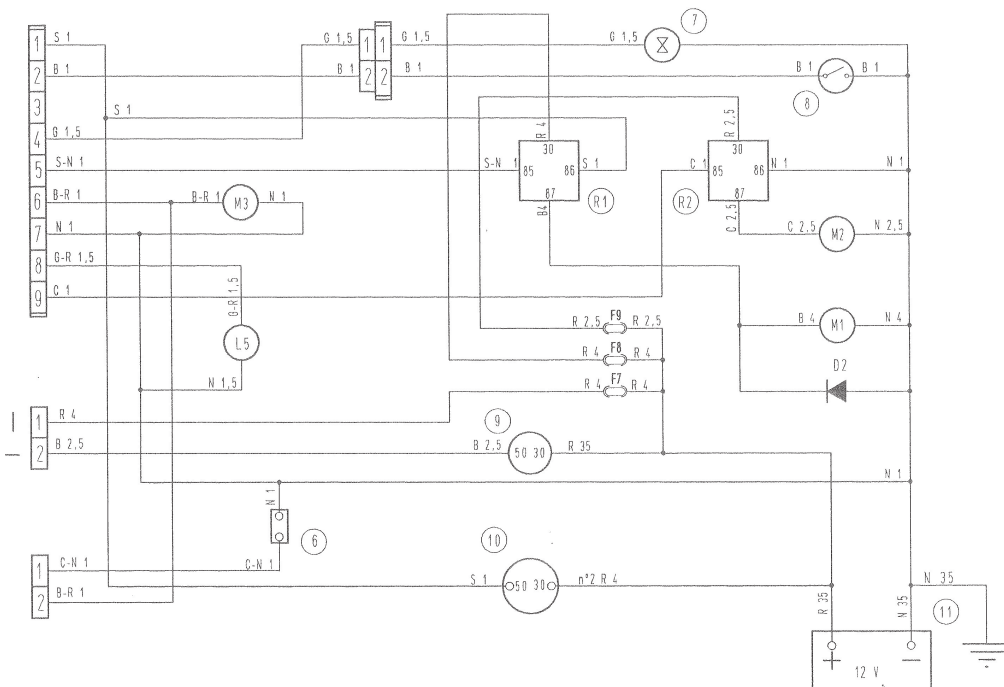 1 S 1 G 1,5 1 1 G 1,5 G 1,5 7
2 B 1 B 1 2 2 B 1 B 1 B 1 8
3
S 1
4 G 1,5
R 4 30 R 2,5 30
5 S-N 1 S-N 1 85 86 S 1 C 1 85 86 N 1 N 1
87 R1 87 R2
6 B-R 1 B-R 1 M3 N 1
B4 C 2,5
7 N 1 C 2,5 M2 N 2,5
8 G-R 1,5
G-R 1,5
9 C 1
R 2,5 F9 R 2,5 B 4 M1 N 4
L5
R 4 F8 R 4
D2
N 1,5 R 4 F7 R 4
1 R 4
9
2 B 2,5 B 2,5 50 30 R 35
N 1
N 1
6
10
1 C-N 1 C-N 1
S 1 50 30 n°2 R 4 N 35
2 B-R 1
R 35 N 35 11
+ −
12 V